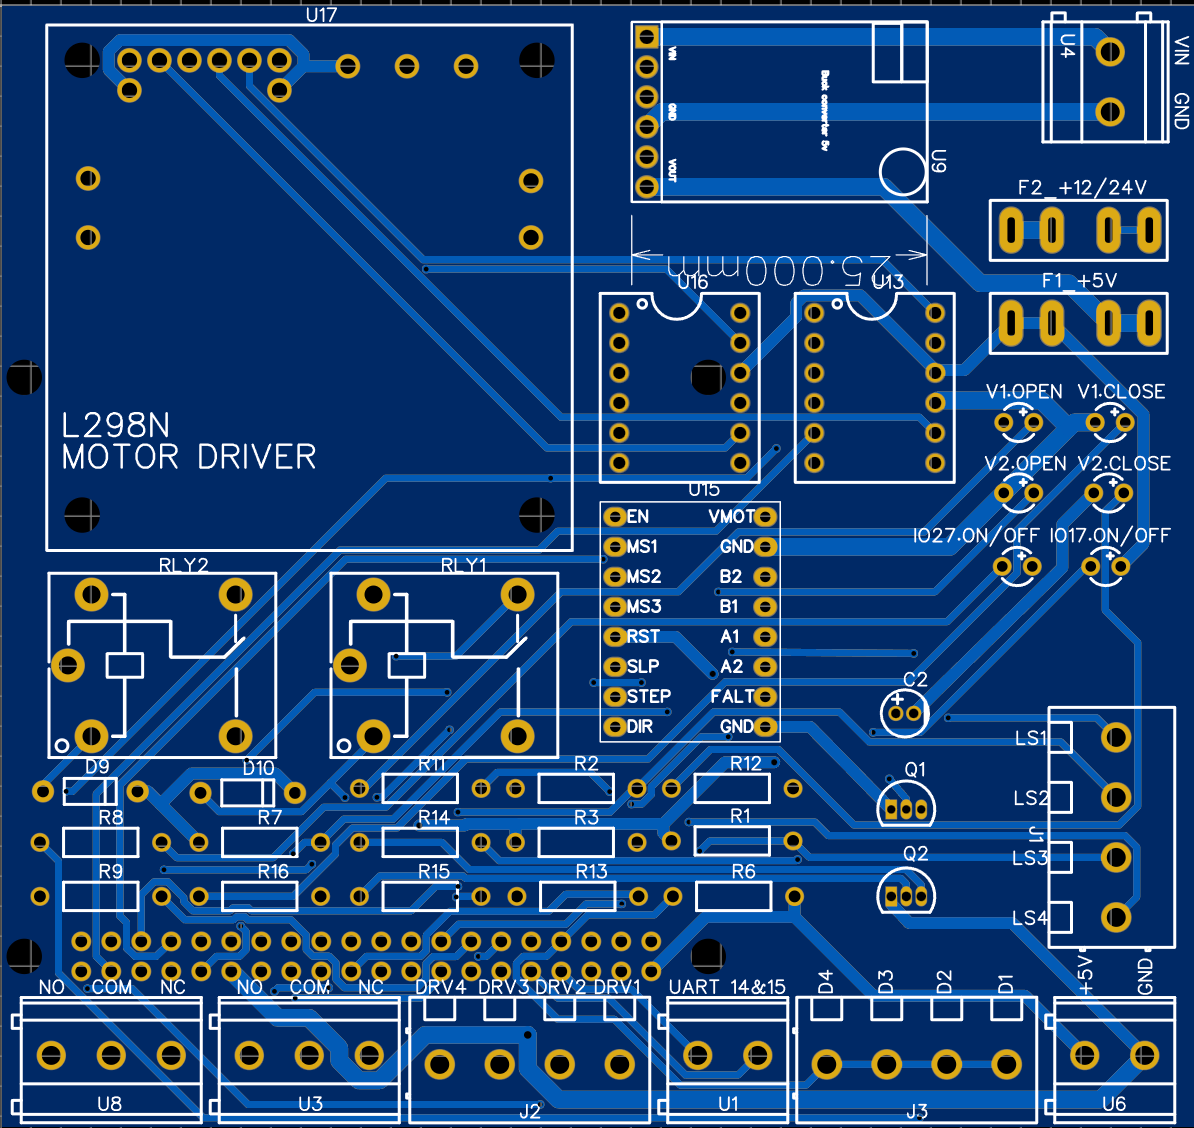 U17
U4
VIN
GND
VIN
GND
VOUT
Buck converter 5v
U9
F2_+12/24V
25.000mm
F1_+5V
U16
U13
L298N
MOTOR DRIVER
V1.OPEN
V1.CLOSE
V2.OPEN
V2.CLOSE
IO27.ON/OFF
IO17.ON/OFF
U15
EN
VMOT
MS1
GND
MS2
B2
MS3
B1
RST
A1
SLP
A2
STEP
FALT
DIR
GND
RLY2
RLY1
C2
LS1
LS2
LS3
LS4
J1
D9
D10
R11
R2
R12
Q1
R8
R7
R14
R3
R1
R9
R16
R15
R13
R6
Q2
NO
COM
NC
NO
COM
NC
DRV4
DRV3
DRV2
DRV1
UART 14&15
D4
D3
D2
D1
+5V
GND
U8
U3
J2
U1
J3
U6